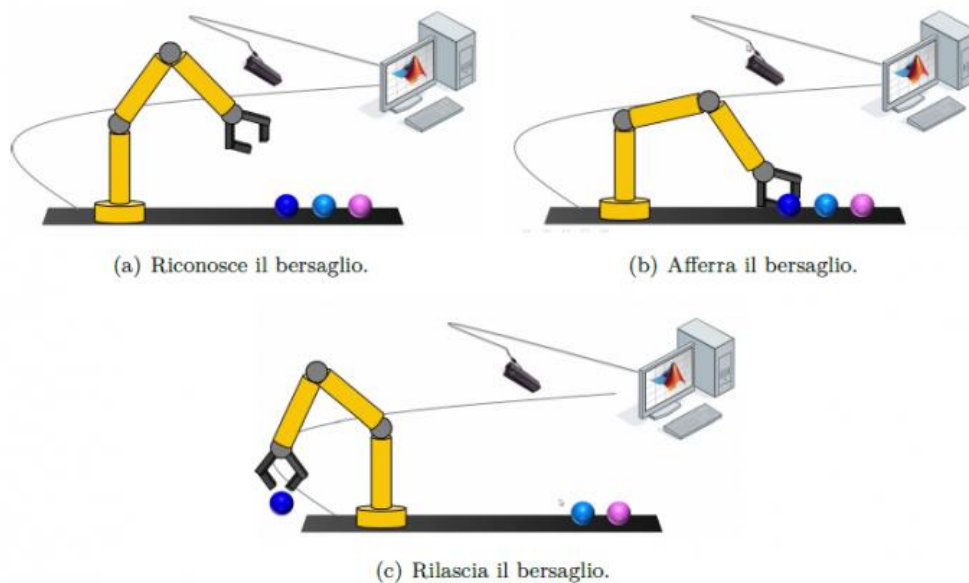 (a) Riconosce il bersaglio.
(b) Afferra il bersaglio.
(c) Rilascia il bersaglio.